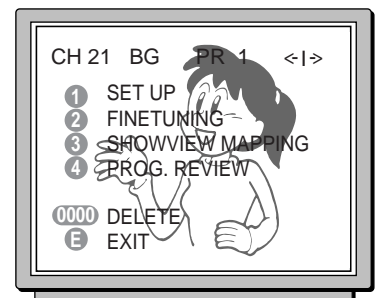 CH 21 BG PR 1 <-I->
1 SET UP
2 FINETUNING
3 SHOWVIEW MAPPING
4 PROG. REVIEW
0000 DELETE
E EXIT